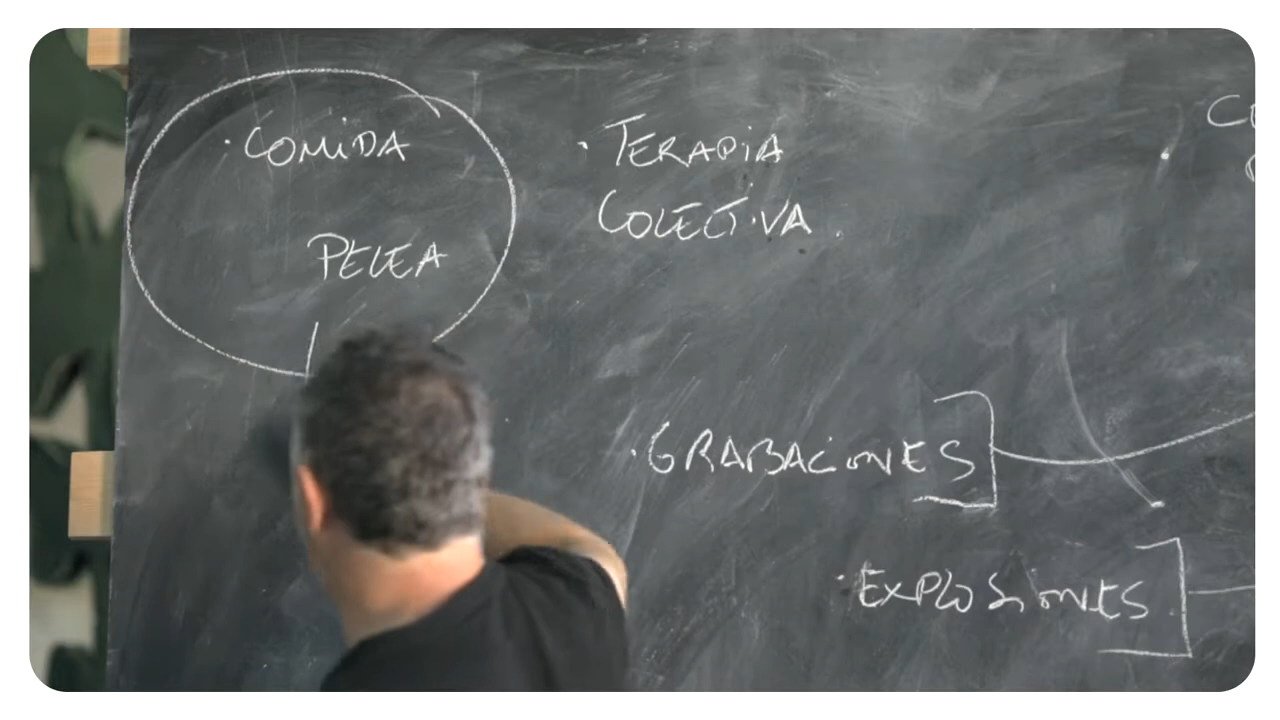 · COMiDA
PELEA
· TERAPiA
COLECTiVA.
· GRABACiONES
· EXPLOSiONES